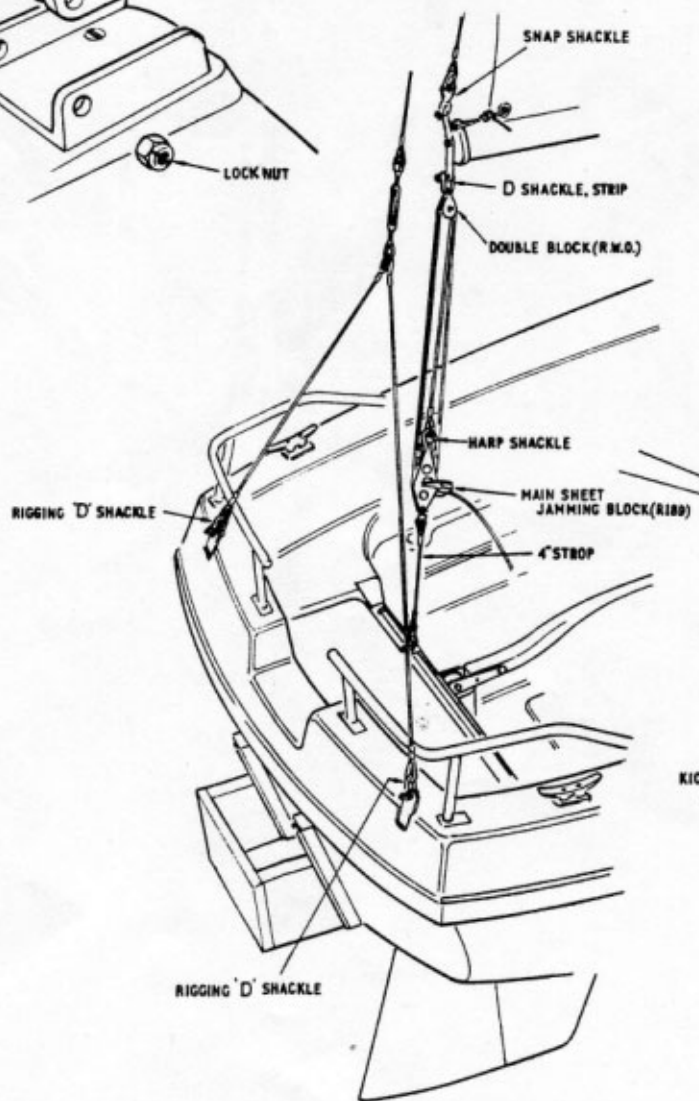 SNAP SHACKLE
LOCK NUT
D SHACKLE, STRIP
DOUBLE BLOCK (R.W.O.)
HARP SHACKLE
RIGGING 'D' SHACKLE
MAIN SHEET
JAMMING BLOCK (R180)
4" STROP
RIGGING 'D' SHACKLE